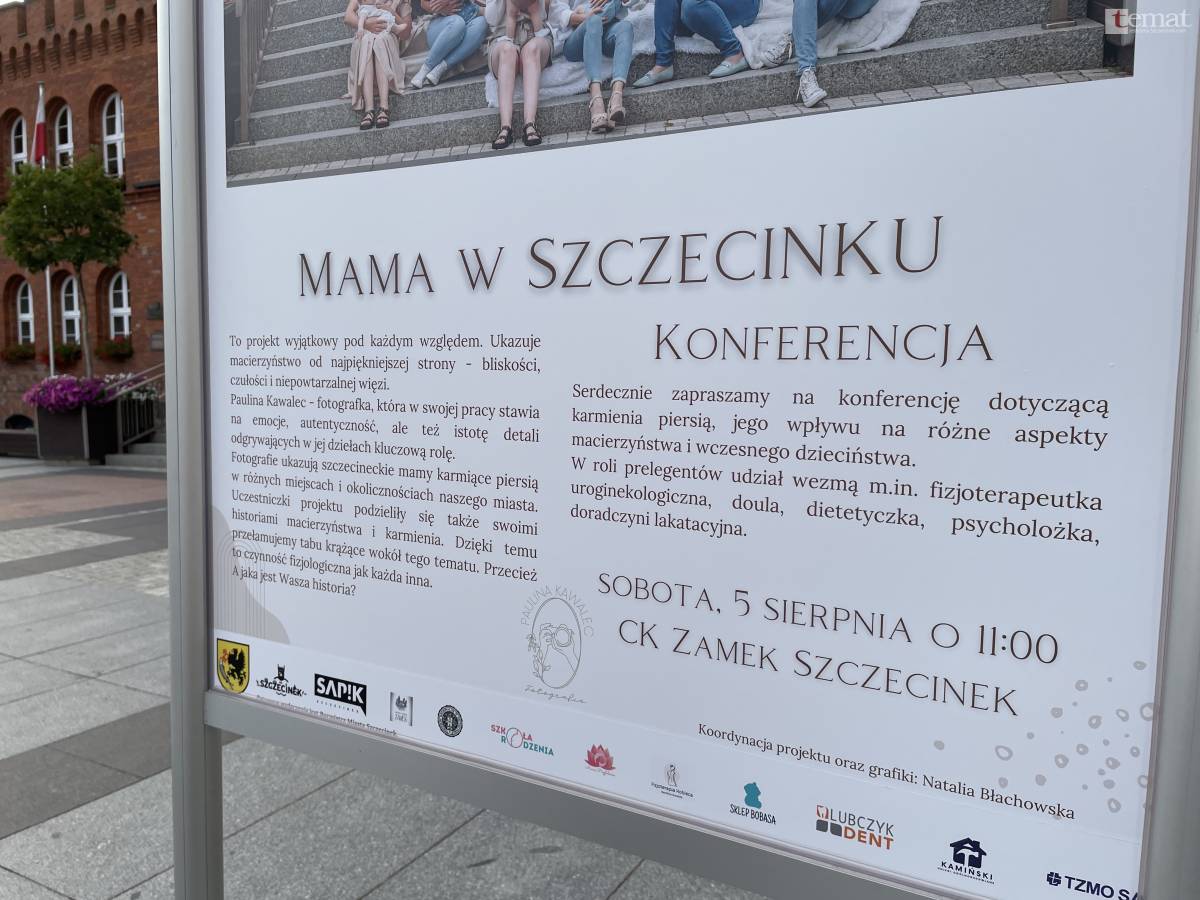 temat
MAMA W SZCZECINKU
To projekt wyjątkowy pod każdym względem. Ukazuje
macierzyństwo od najpiękniejszej strony - bliskości,
czułości i niepowtarzalnej więzi.
Paulina Kawalec - fotografka, która w swojej pracy stawia
na emocje, autentyczność, ale też istotę detali
odgrywających w jej dziełach kluczową rolę.
Fotografie ukazują szczecineckie mamy karmiące piersią
w różnych miejscach i okolicznościach naszego miasta.
Uczestniczki projektu podzieliły się także swoimi
historiami macierzyństwa i karmienia. Dzięki temu
przełamujemy tabu krążące wokół tego tematu. Przecież
to czynność fizjologiczna jak każda inna.
A jaka jest Wasza historia?
KONFERENCJA
Serdecznie zapraszamy na konferencję dotyczącą
karmienia piersią, jego wpływu na różne aspekty
macierzyństwa i wczesnego dzieciństwa.
W roli prelegentów udział wezmą m.in. fizjoterapeutka
uroginekologiczna, doula, dietetyczka, psycholożka,
doradczyni lakatacyjna.
SOBOTA, 5 SIERPNIA O 11:00
CK ZAMEK SZCZECINEK
PAULINA KAWALEC
Fotografia
Koordynacja projektu oraz grafiki: Natalia Błachowska
SZCZECINEK
SAPiK
SZCZECINEK
SZKOŁA
RODZENIA
SKLEP BOBASA
LUBCZYK
DENT
KAMIŃSKI
TZMO SA